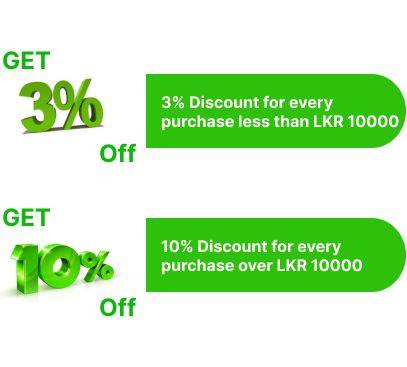 GET
3%
Off
3% Discount for every
purchase less than LKR 10000
GET
10%
Off
10% Discount for every
purchase over LKR 10000